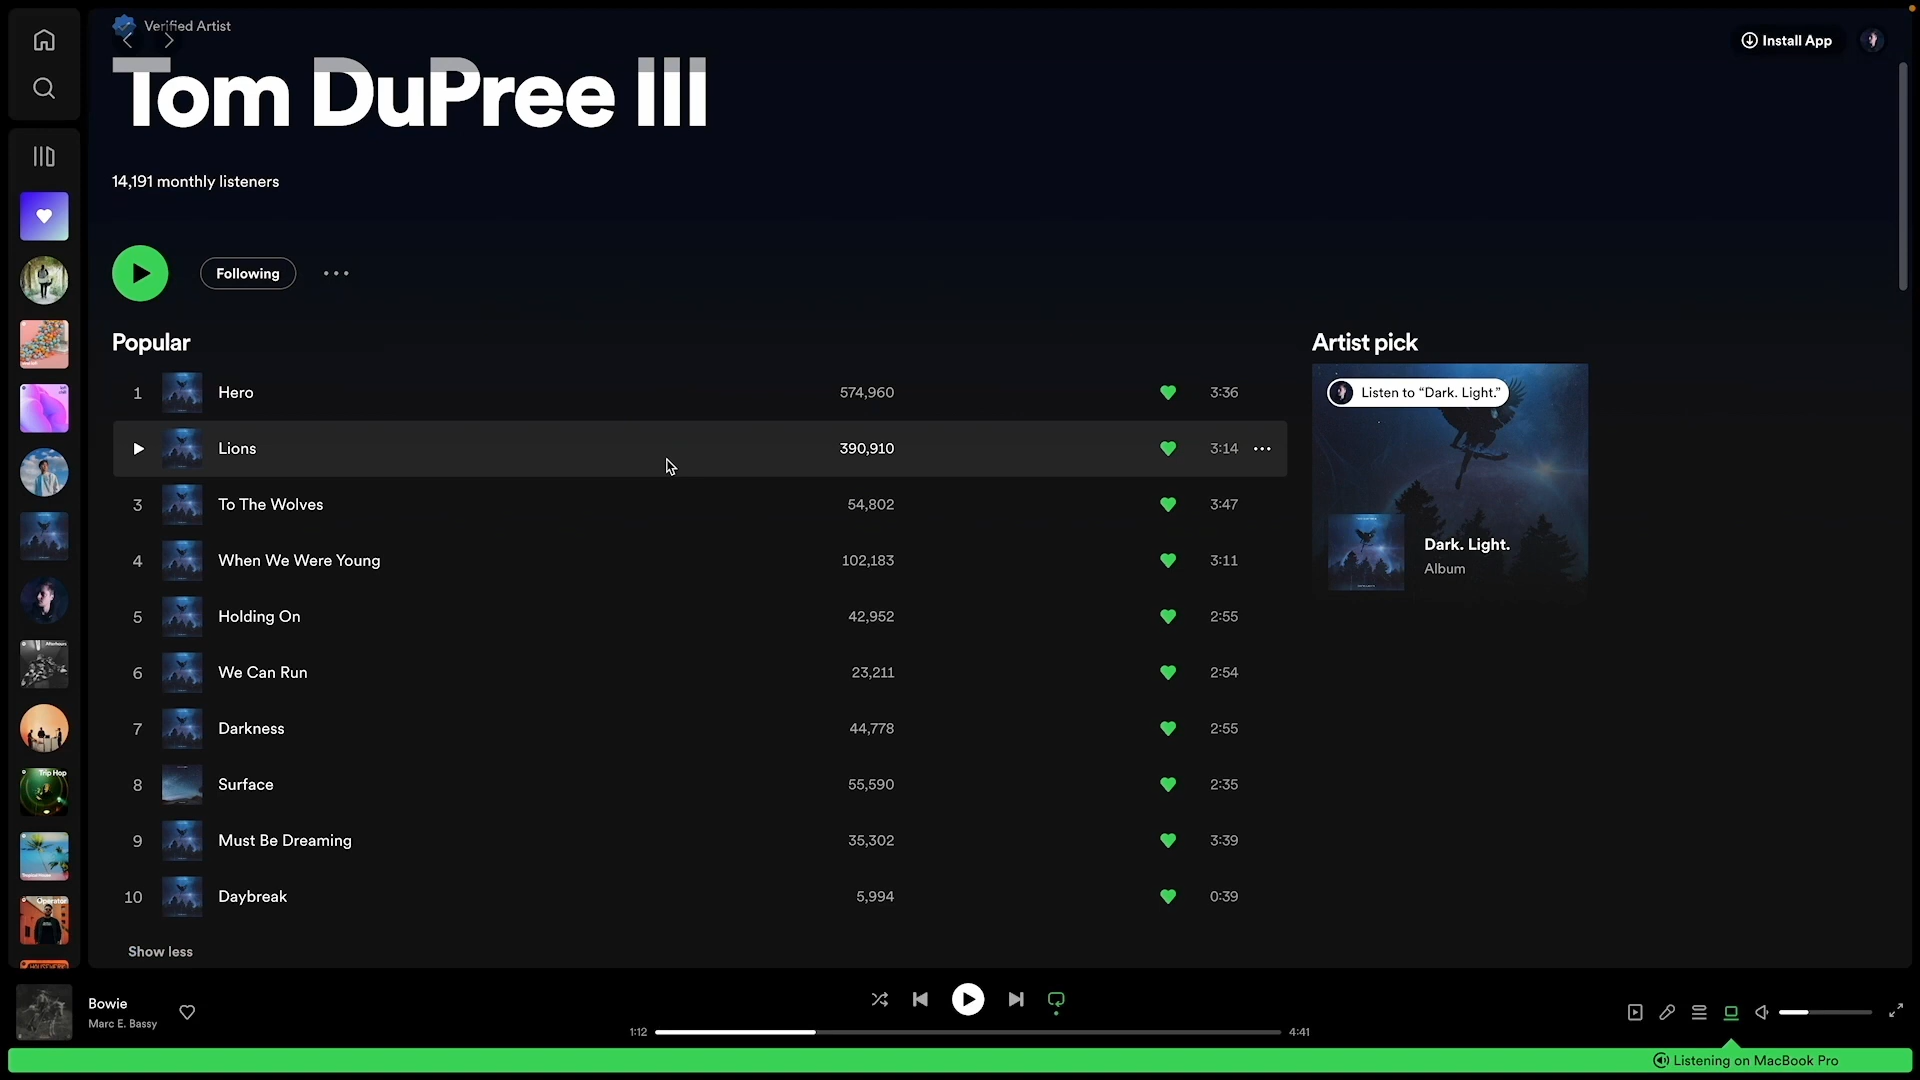 Verified Artist
Install App
Tom DuPree III
14,191 monthly listeners
Following
Popular
Artist pick
1 Hero 574,960 3:36
Listen to “Dark. Light.”
Lions 390,910 3:14
3 To The Wolves 54,802 3:47
4 When We Were Young 102,183 3:11
Dark. Light.
Album
5 Holding On 42,952 2:55
6 We Can Run 23,211 2:54
7 Darkness 44,778 2:55
8 Surface 55,590 2:35
9 Must Be Dreaming 35,302 3:39
10 Daybreak 5,994 0:39
Show less
Afterhours
Trip Hop
Operator
Bowie
Marc E. Bassy
1:12 4:41
Listening on MacBook Pro